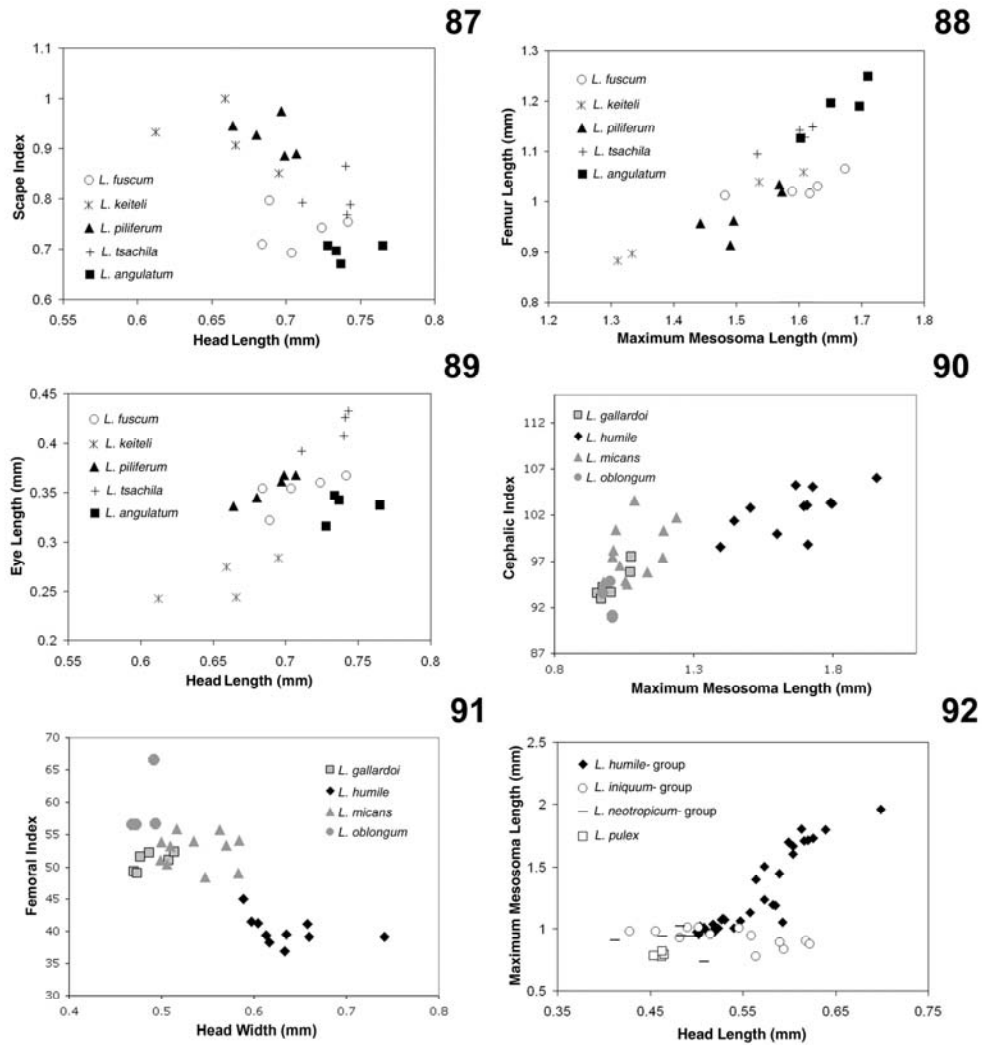 87
1.1
1
0.9
0.8
0.7
0.6
Scape Index
L. fuscum
L. keiteli
L. piliferum
L. tsachila
L. angulatum
0.55
0.6
0.65
0.7
0.75
0.8
Head Length (mm)
88
1.3
1.2
1.1
1
0.9
0.8
Femur Length (mm)
L. fuscum
L. keiteli
L. piliferum
L. tsachila
L. angulatum
1.2
1.3
1.4
1.5
1.6
1.7
1.8
Maximum Mesosoma Length (mm)
89
0.45
0.4
0.35
0.3
0.25
0.2
Eye Length (mm)
L. fuscum
L. keiteli
L. piliferum
L. tsachila
L. angulatum
0.55
0.6
0.65
0.7
0.75
0.8
Head Length (mm)
90
112
107
102
97
92
87
Cephalic Index
L. gallardoi
L. humile
L. micans
L. oblongum
0.8
1.3
1.8
Maximum Mesosoma Length (mm)
91
70
65
60
55
50
45
40
35
30
Femoral Index
L. gallardoi
L. humile
L. micans
L. oblongum
0.4
0.5
0.6
0.7
0.8
Head Width (mm)
92
2.5
2
1.5
1
0.5
Maximum Mesosoma Length (mm)
L. humile- group
L. iniquum- group
L. neotropicum- group
L. pulex
0.35
0.45
0.55
0.65
0.75
Head Length (mm)